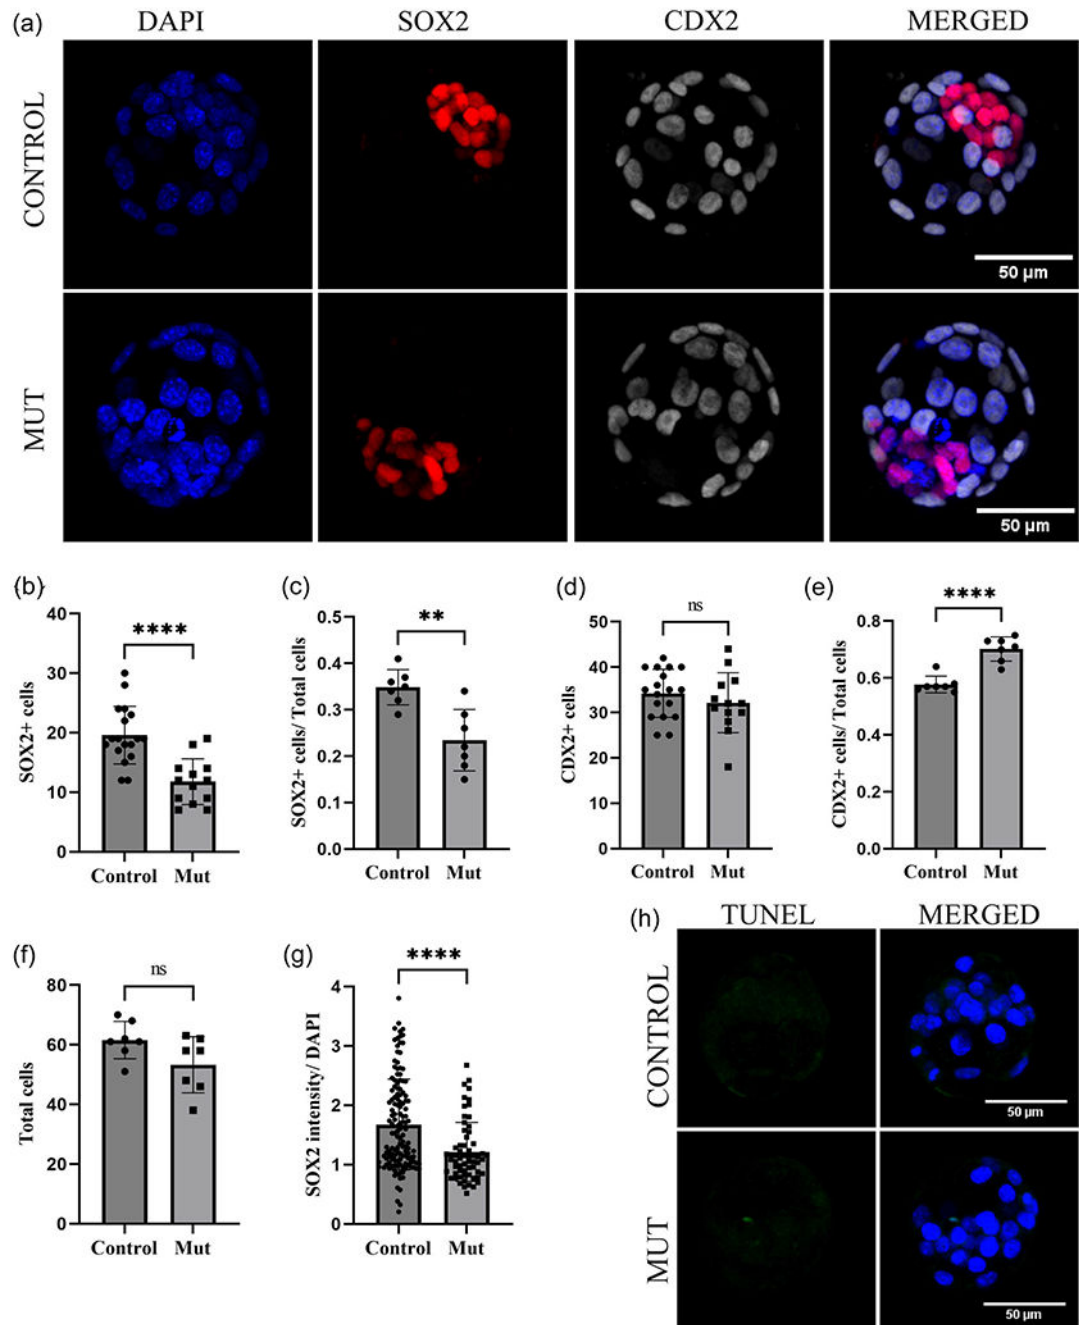 (a)
DAPI SOX2 CDX2 MERGED
CONTROL
50 µm
MUT
50 µm
(b)
40
30
20
10
0
SOX2+ cells
****
Control Mut
(c)
0.5
0.4
0.3
0.2
0.1
0.0
SOX2+ cells/ Total cells
**
Control Mut
(d)
50
40
30
20
10
0
CDX2+ cells
ns
Control Mut
(e)
0.8
0.6
0.4
0.2
0.0
CDX2+ cells/ Total cells
****
Control Mut
(f)
80
60
40
20
0
Total cells
ns
Control Mut
(g)
4
3
2
1
0
SOX2 intensity/ DAPI
****
Control Mut
(h)
TUNEL MERGED
CONTROL
50 µm
MUT
50 µm